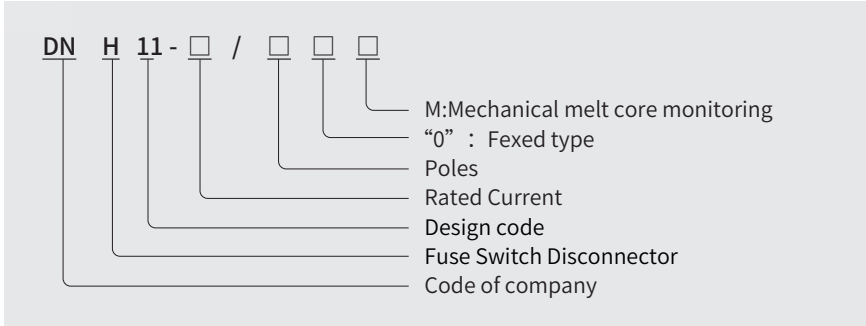 DN H 11 - □ / □ □ □
M:Mechanical melt core monitoring
“0” : Fexed type
Poles
Rated Current
Design code
Fuse Switch Disconnector
Code of company